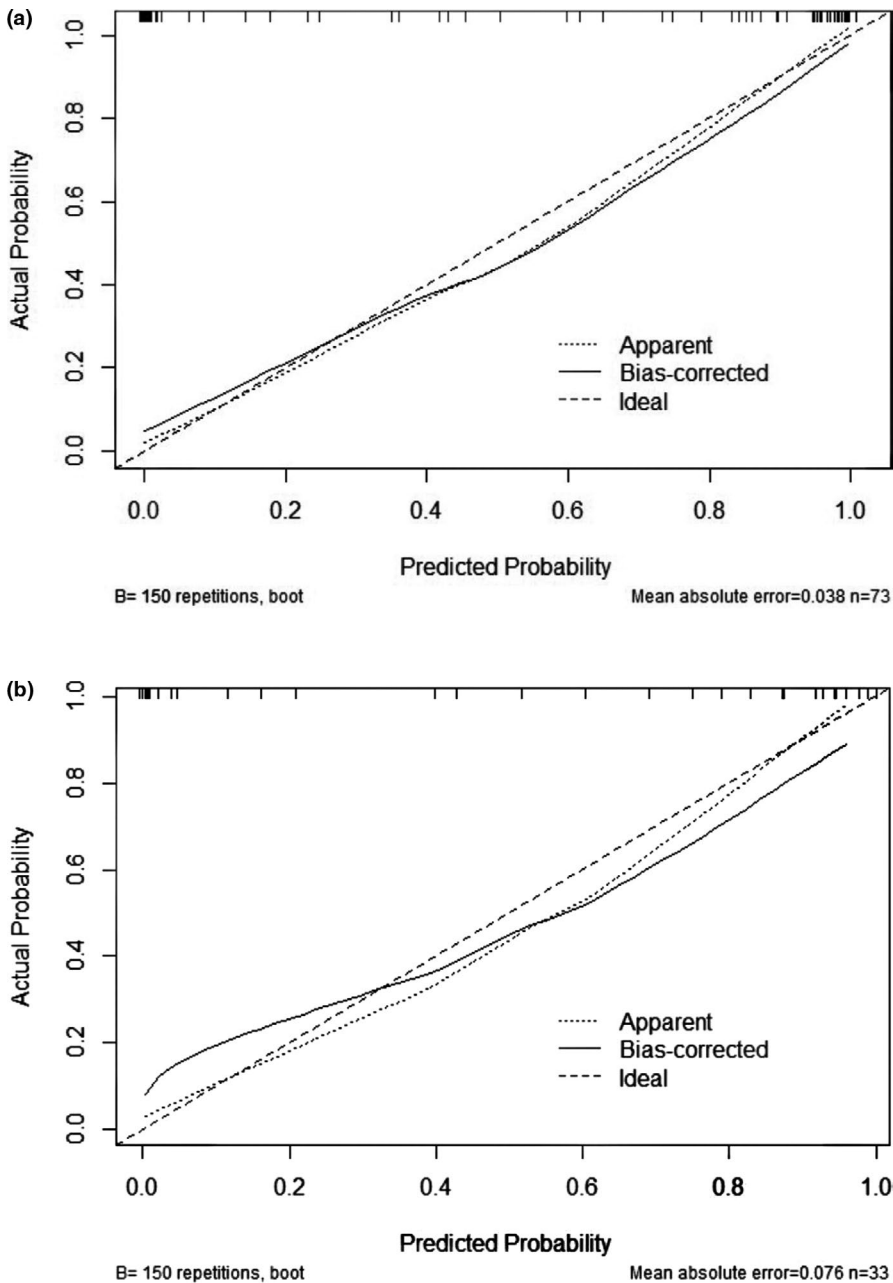 (a)
1.0
0.8
0.6
0.4
0.2
0.0
Actual Probability
Apparent
Bias-corrected
Ideal
0.0 0.2 0.4 0.6 0.8 1.0
Predicted Probability
B= 150 repetitions, boot Mean absolute error=0.038 n=73
(b)
1.0
0.8
0.6
0.4
0.2
0.0
Actual Probability
Apparent
Bias-corrected
Ideal
0.0 0.2 0.4 0.6 0.8 1.0
Predicted Probability
B= 150 repetitions, boot Mean absolute error=0.076 n=33